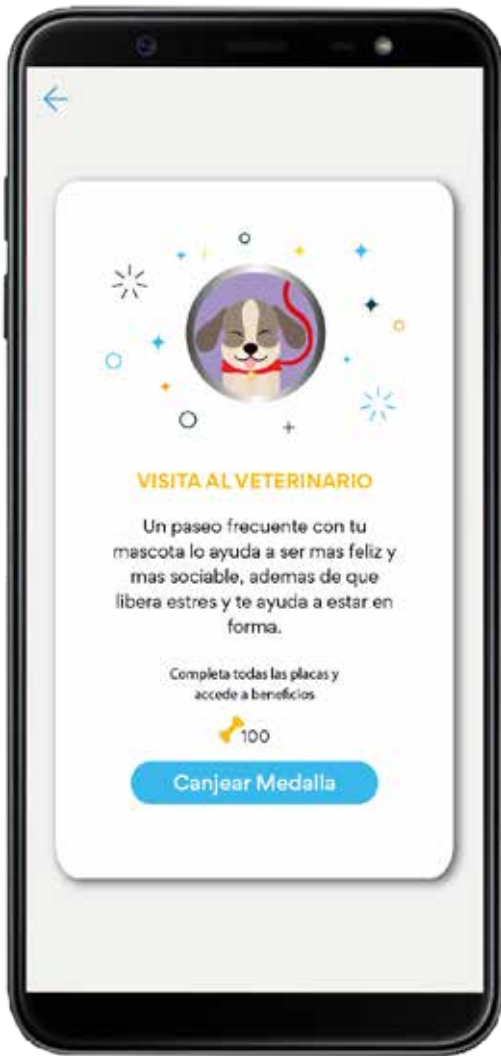 VISITA AL VETERINARIO
Un paseo frecuente con tu
mascota lo ayuda a ser mas feliz y
mas sociable, ademas de que
libera estres y te ayuda a estar en
forma.
Completa todas las placas y
accede a beneficios
100
Canjear Medalla